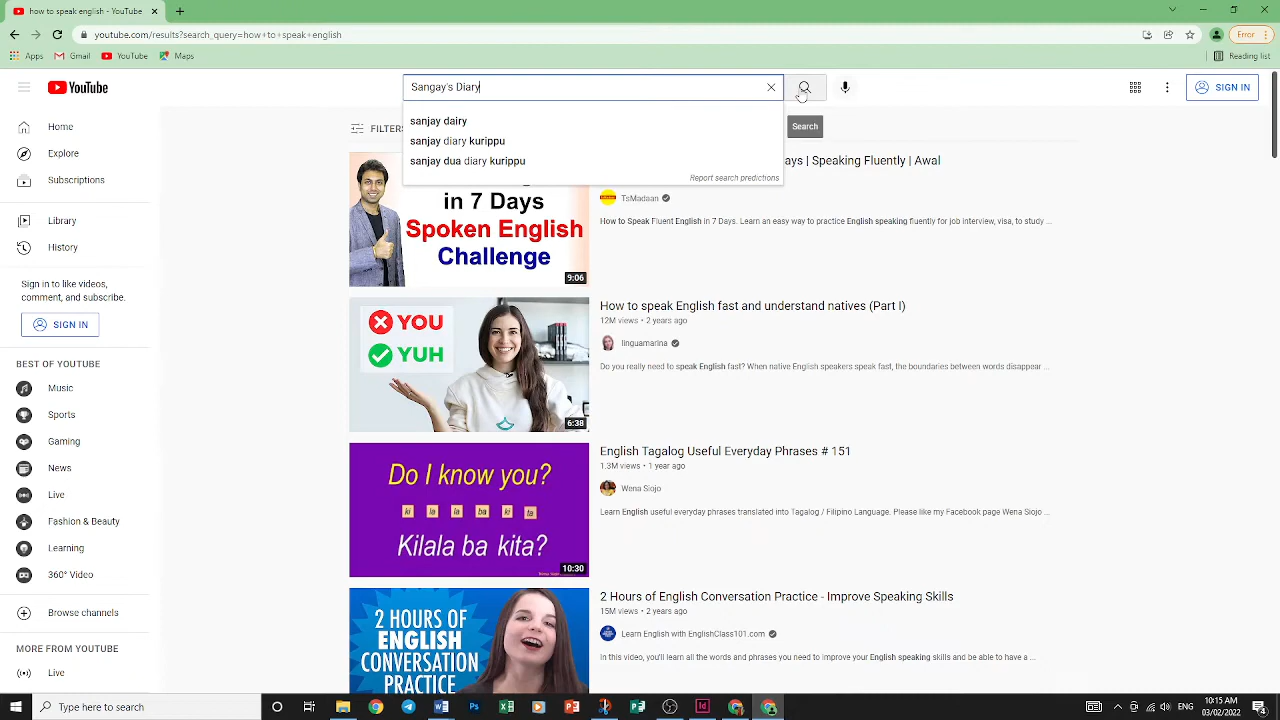 how to speak english - YouTube
youtube.com/results?search_query=how+to+speak+english
Error
Apps
Gmail
YouTube
Maps
Reading list
YouTube
Sangay's Diary
SIGN IN
sanjay dairy
sanjay diary kurippu
sanjay dua diary kurippu
Report search predictions
Search
FILTERS
Home
Explore
Subscriptions
Library
History
Sign in to like videos,
comment, and subscribe.
SIGN IN
BEST OF YOUTUBE
Music
Sports
Gaming
News
Live
Fashion & Beauty
Learning
360° Video
Browse channels
MORE FROM YOUTUBE
Live
in 7 Days
Spoken English
Challenge
9:06
ays | Speaking Fluently | Awal
TsMadaan
How to Speak Fluent English in 7 Days. Learn an easy way to practice English speaking fluently for job interview, visa, to study ...
YOU
YUH
6:38
How to speak English fast and understand natives (Part I)
12M views • 2 years ago
linguamarina
Do you really need to speak English fast? When native English speakers speak fast, the boundaries between words disappear ...
Do I know you?
ki la la ba ki ta
Kilala ba kita?
10:30
English Tagalog Useful Everyday Phrases # 151
1.3M views • 1 year ago
Wena Siojo
Learn English useful everyday phrases translated into Tagalog / Filipino Language. Please like my Facebook page Wena Siojo ...
2 HOURS OF
ENGLISH
CONVERSATION
PRACTICE
2 Hours of English Conversation Practice - Improve Speaking Skills
15M views • 2 years ago
Learn English with EnglishClass101.com
In this video, you'll learn all the words and phrases you need to improve your English speaking skills and be able to have a ...
Type here to search
ENG
10:15 AM
03/02/2022